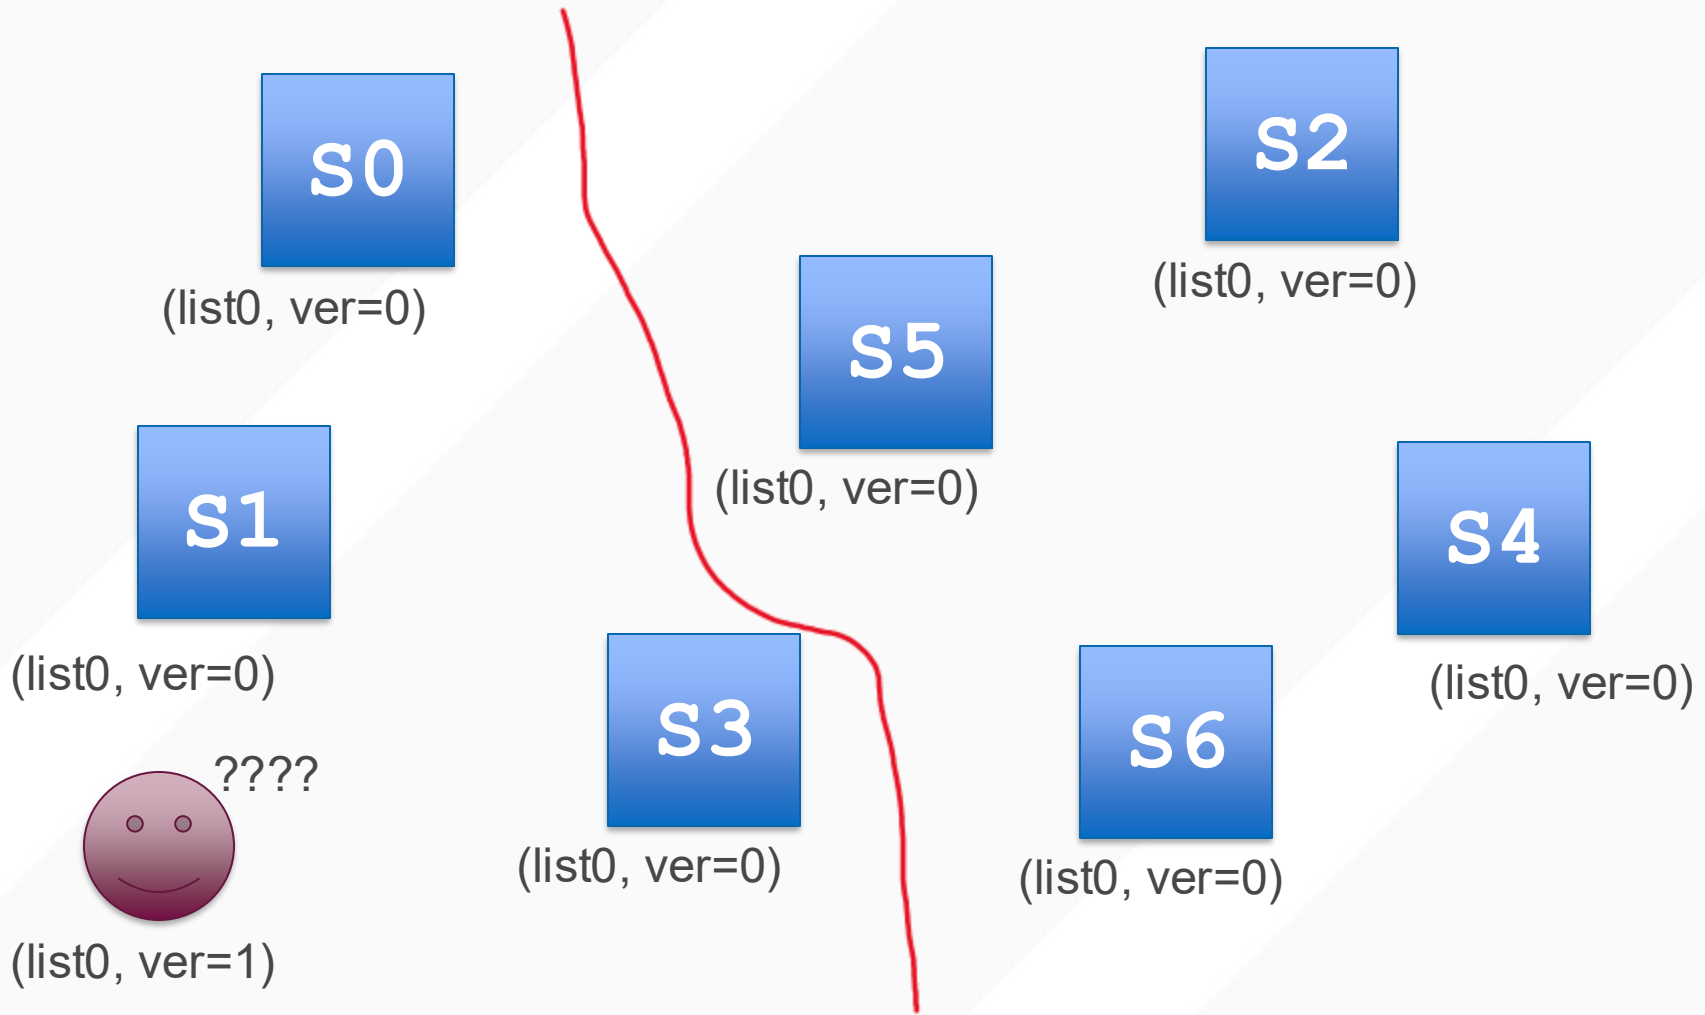 S0
(list0, ver=0)
S2
(list0, ver=0)
S5
(list0, ver=0)
S1
(list0, ver=0)
S4
(list0, ver=0)
S3
(list0, ver=0)
S6
(list0, ver=0)
????
(list0, ver=1)